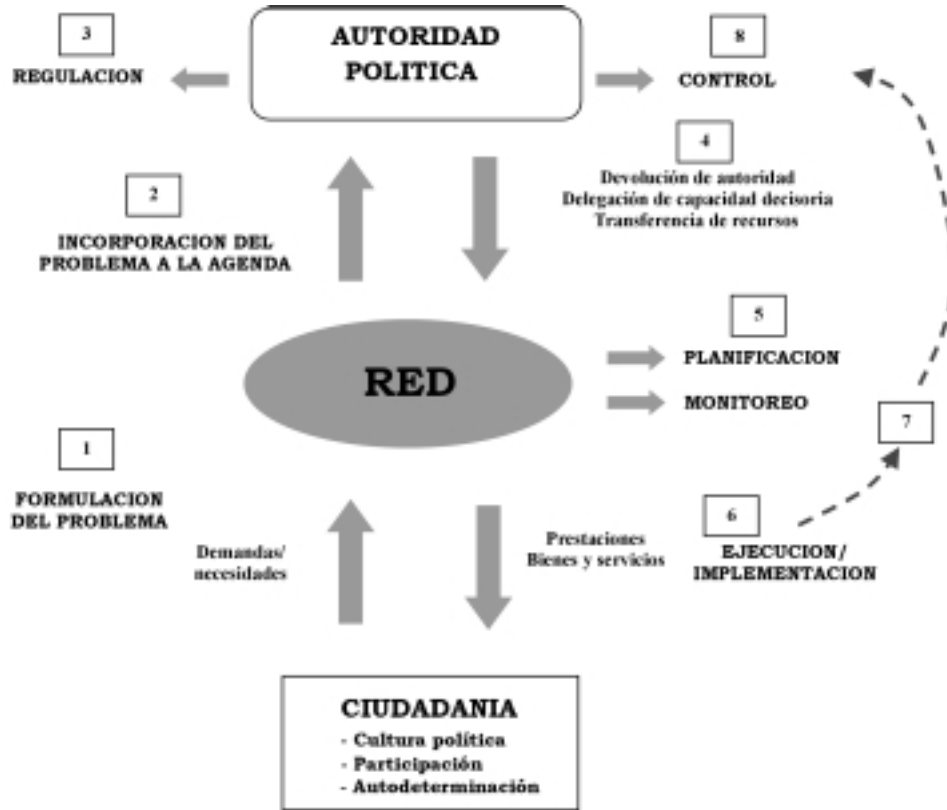 3
REGULACION
AUTORIDAD
POLITICA
8
CONTROL
4
Devolución de autoridad
Delegación de capacidad decisoria
Transferencia de recursos
2
INCORPORACION DEL
PROBLEMA A LA AGENDA
5
PLANIFICACION
RED
MONITOREO
7
1
FORMULACION
DEL PROBLEMA
6
EJECUCION/
IMPLEMENTACION
Demandas/
necesidades
Prestaciones
Bienes y servicios
CIUDADANIA
- Cultura política
- Participación
- Autodeterminación